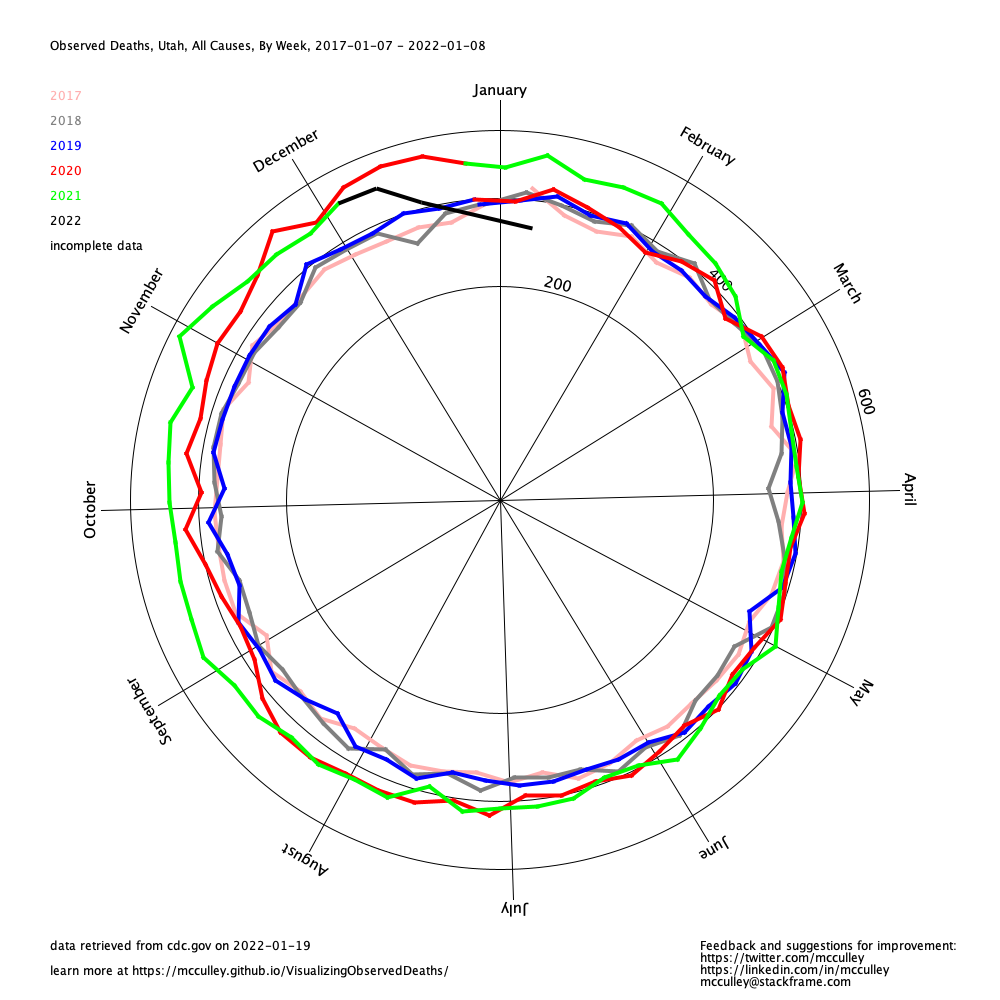 Observed Deaths, Utah, All Causes, By Week, 2017-01-07 - 2022-01-08
2017
2018
2019
2020
2021
2022
incomplete data
January
February
March
April
May
June
July
August
September
October
November
December
200
400
600
data retrieved from cdc.gov on 2022-01-19
learn more at https://mcculley.github.io/VisualizingObservedDeaths/
Feedback and suggestions for improvement:
https://twitter.com/mcculley
https://linkedin.com/in/mcculley
mcculley@stackframe.com